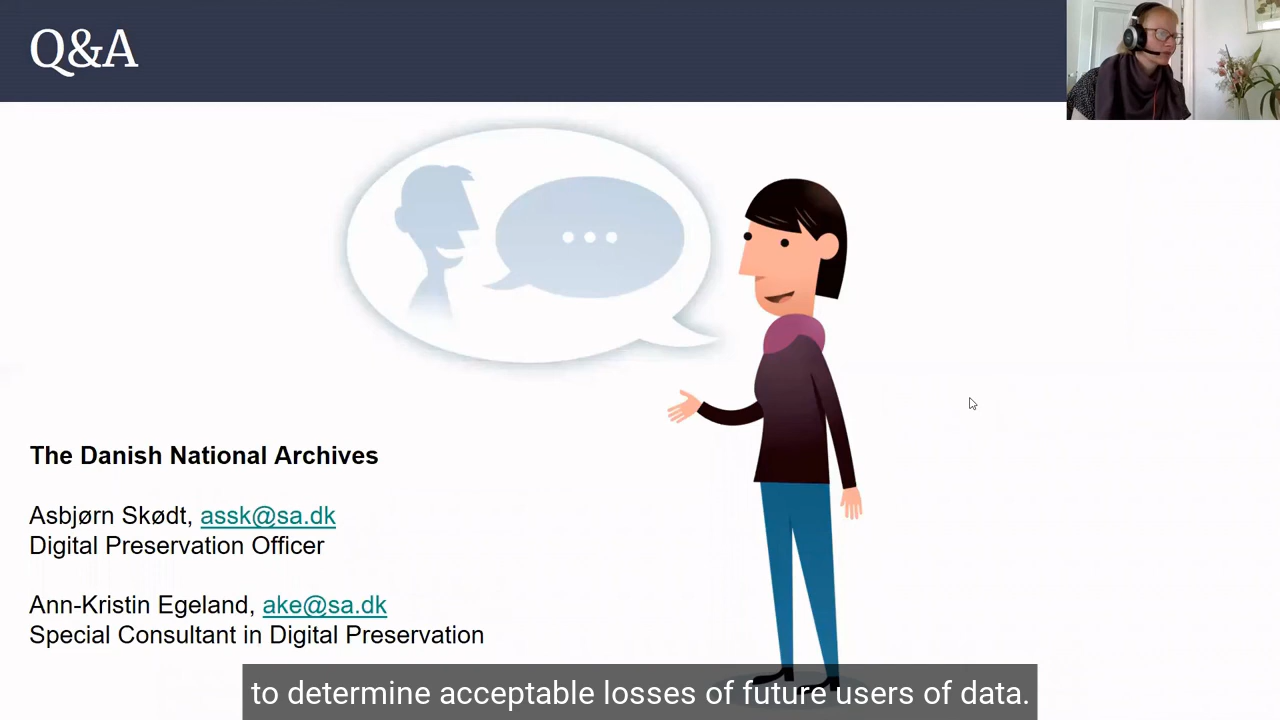 Q&A
The Danish National Archives
Asbjørn Skødt, assk@sa.dk
Digital Preservation Officer
Ann-Kristin Egeland, ake@sa.dk
Special Consultant in Digital Preservation
to determine acceptable losses of future users of data.